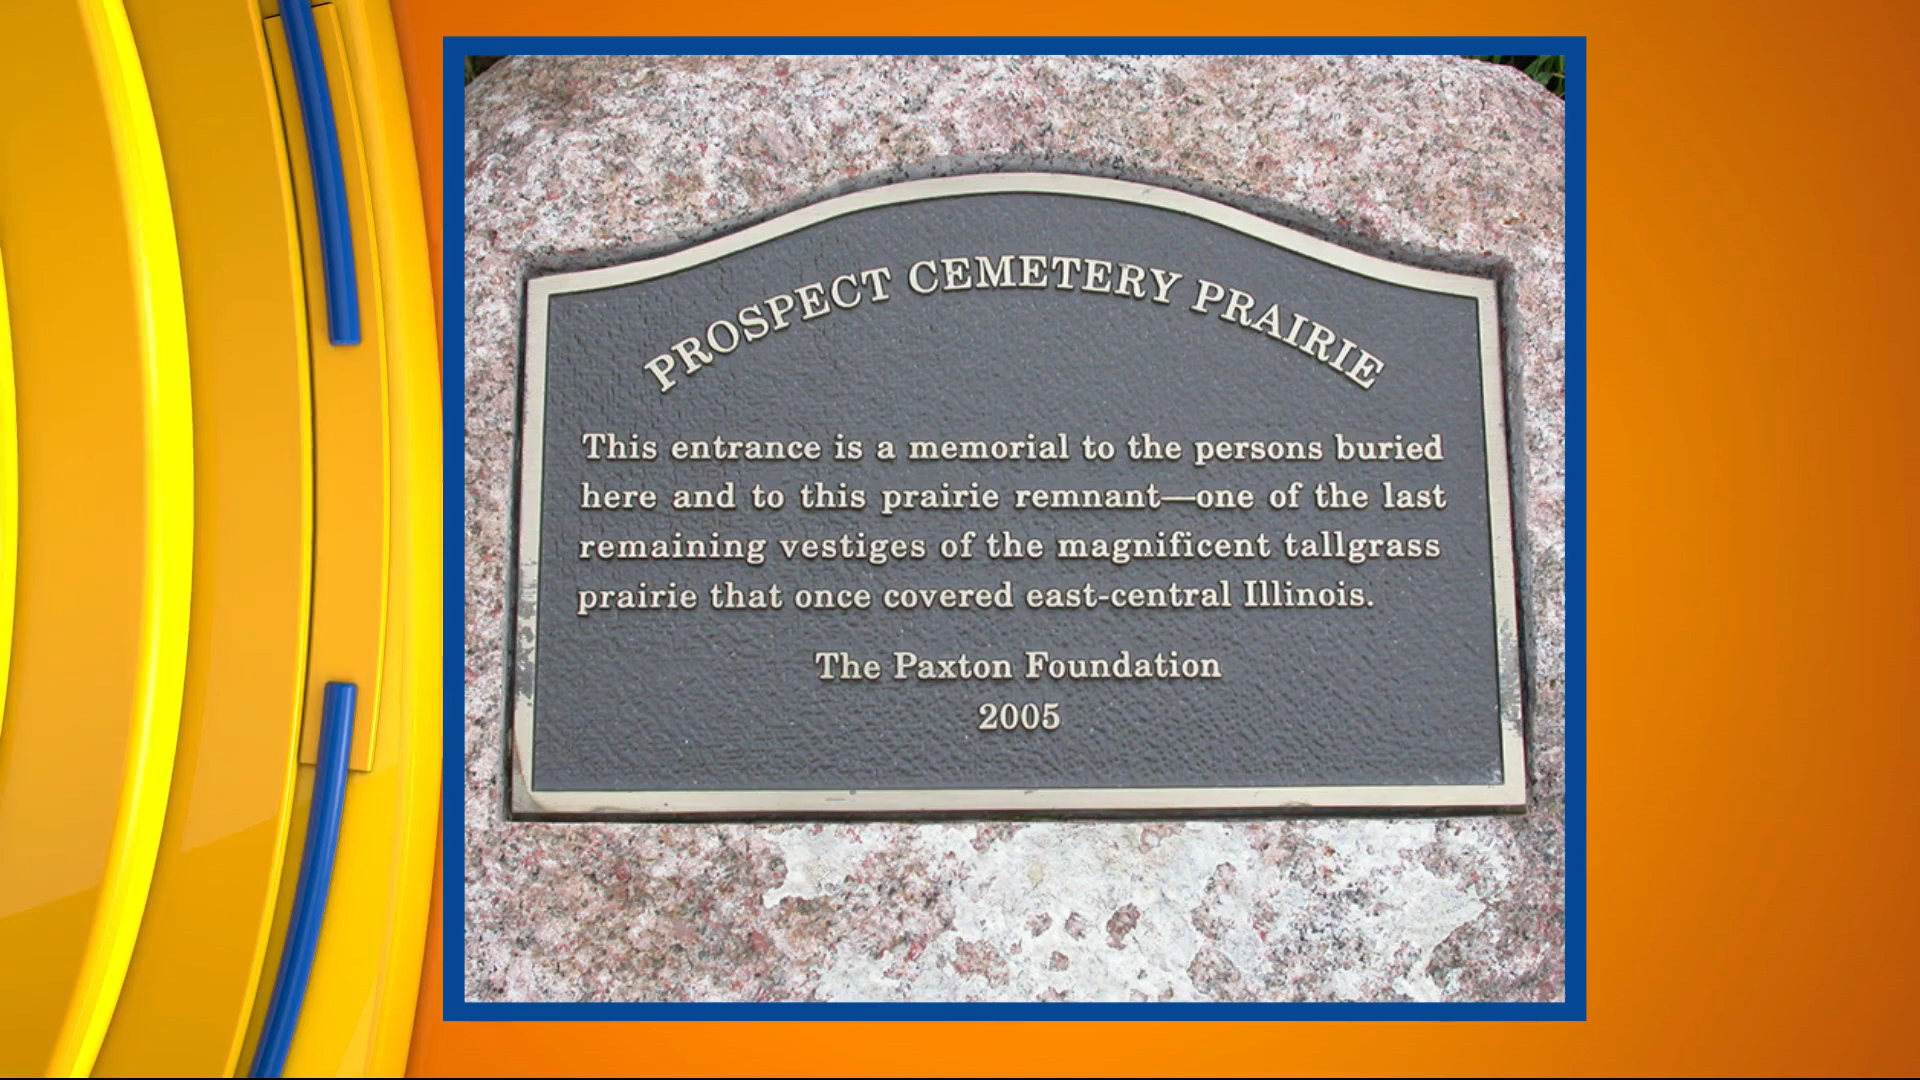 PROSPECT CEMETERY PRAIRIE
This entrance is a memorial to the persons buried
here and to this prairie remnant—one of the last
remaining vestiges of the magnificent tallgrass
prairie that once covered east-central Illinois.
The Paxton Foundation
2005